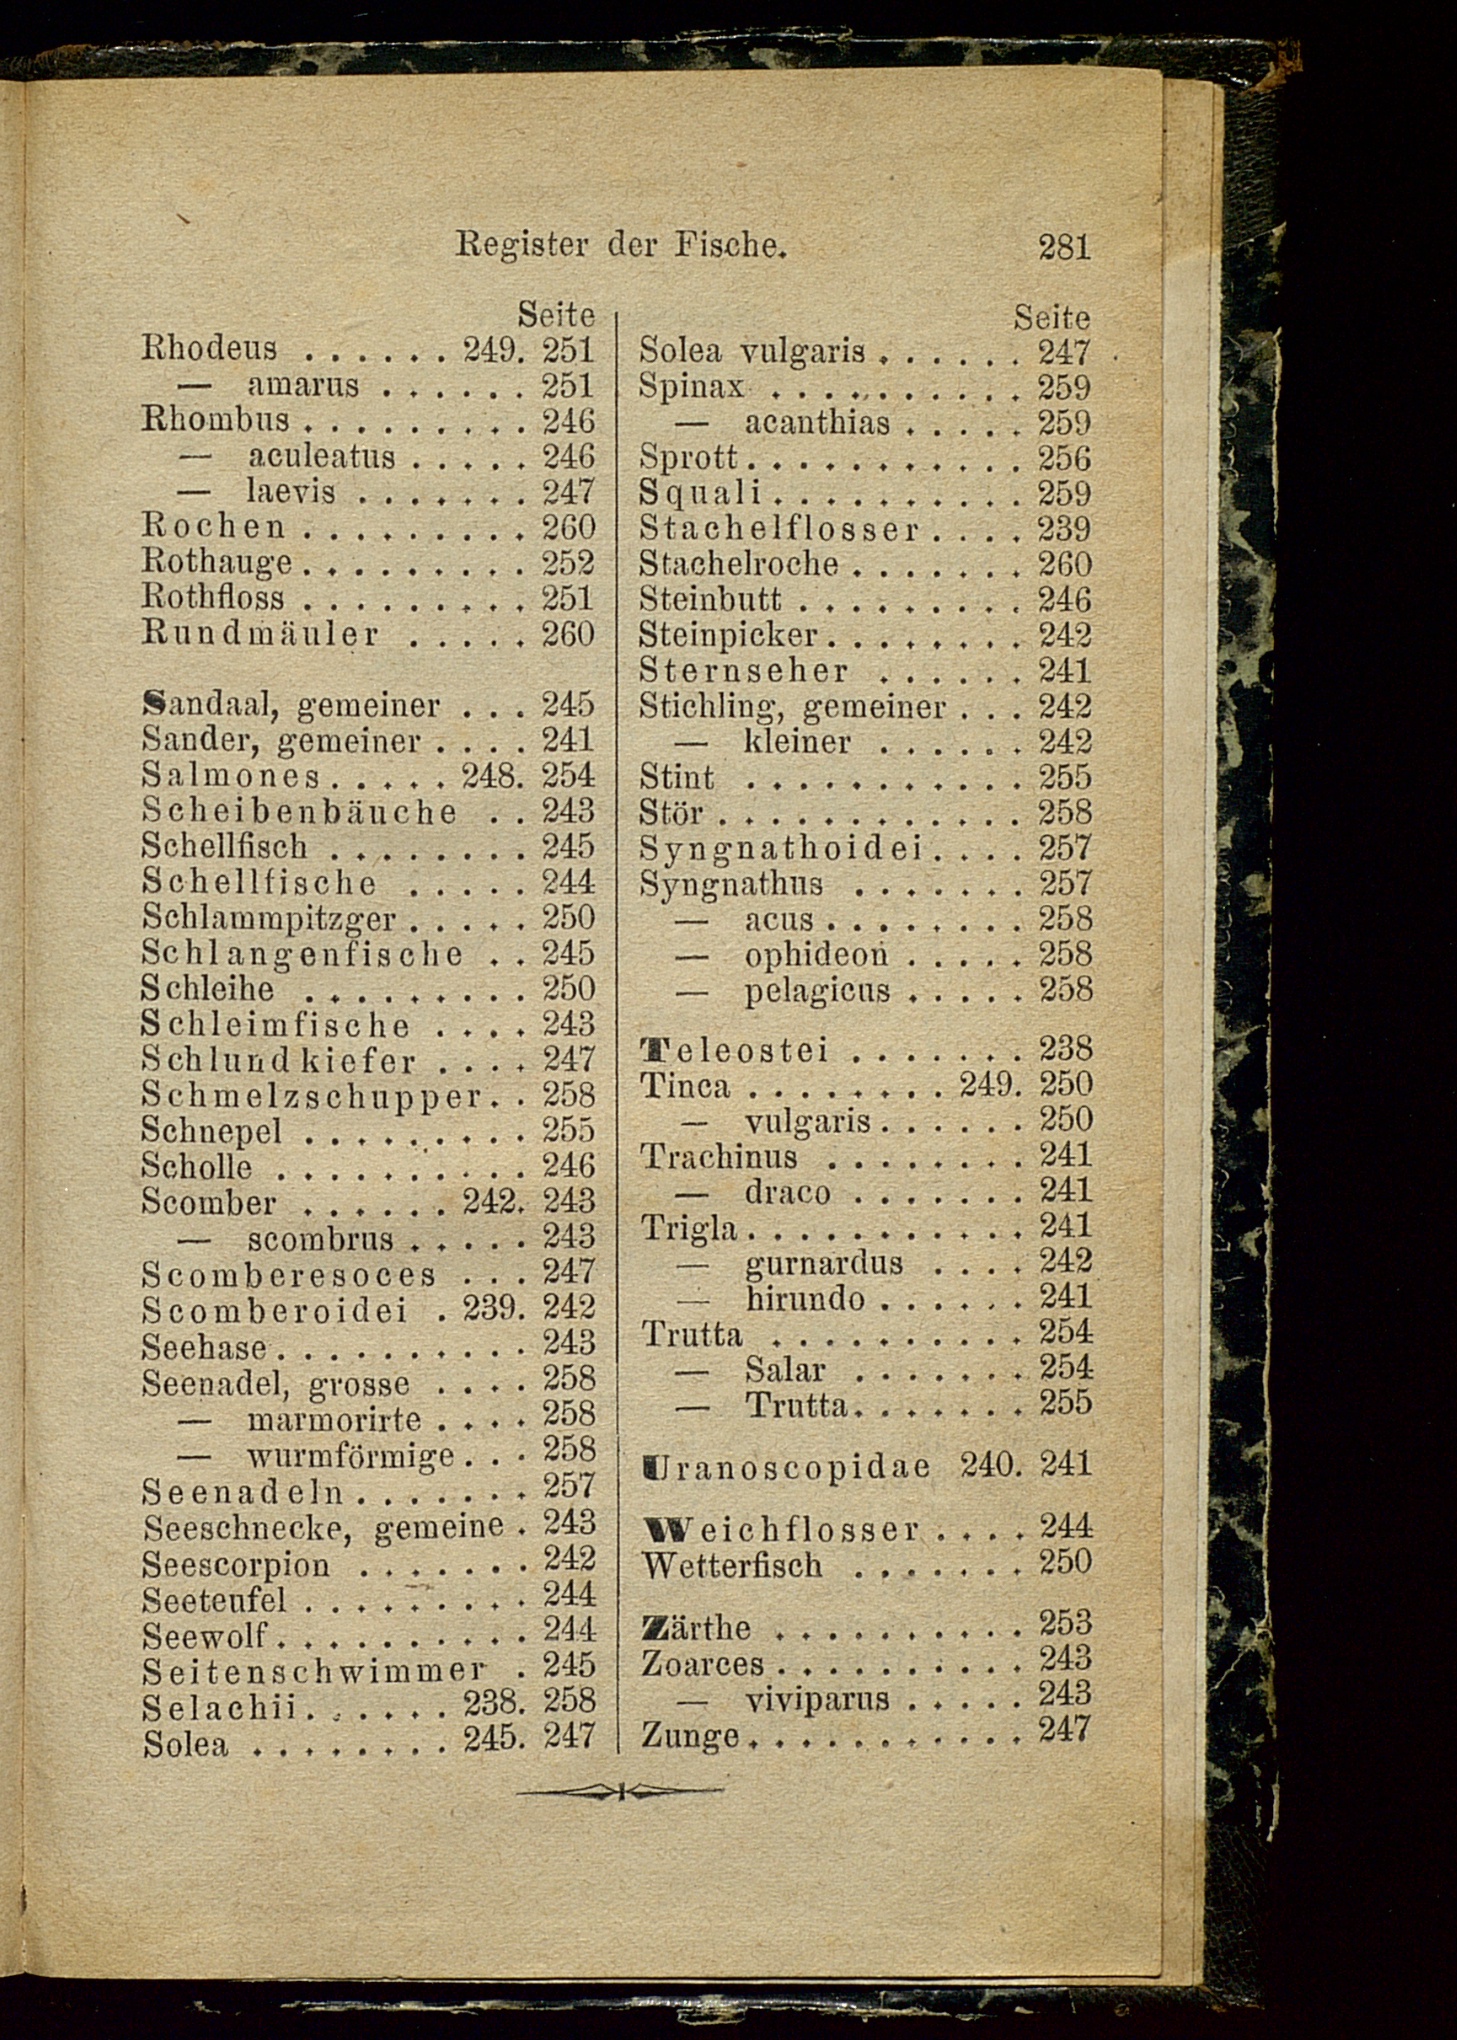 Register der Fische. 281
Seite
Rhodeus . . . . . . 249. 251
— amarus . . . . . . 251
Rhombus . . . . . . . . . 246
— aculeatus . . . . . 246
— laevis . . . . . . . 247
Rochen . . . . . . . . . 260
Rothauge . . . . . . . . . 252
Rothfloss . . . . . . . . . 251
Rundmäuler . . . . . 260
Sandaal, gemeiner . . . 245
Sander, gemeiner . . . . 241
Salmones . . . . . 248. 254
Scheibenbäuche . . 243
Schellfisch . . . . . . . . 245
Schellfische . . . . . 244
Schlammpitzger . . . . . 250
Schlangenfische . . 245
Schleihe . . . . . . . . . 250
Schleimfische . . . . 243
Schlundkiefer . . . . 247
Schmelzschupper . . 258
Schnepel . . . . . . . . . 255
Scholle . . . . . . . . . . 246
Scomber . . . . . . 242. 243
— scombrus . . . . . 243
Scomberesoces . . . 247
Scomberoidei . 239. 242
Seehase . . . . . . . . . . 243
Seenadel, grosse . . . . 258
— marmorirte . . . . 258
— wurmförmige . . . 258
Seenadeln . . . . . . . 257
Seeschnecke, gemeine . 243
Seescorpion . . . . . . . 242
Seeteufel . . . . . . . . . 244
Seewolf . . . . . . . . . . 244
Seitenschwimmer . 245
Selachii . . . . . . 238. 258
Solea . . . . . . . . 245. 247
Seite
Solea vulgaris . . . . . . 247
Spinax . . . . . . . . . . 259
— acanthias . . . . . 259
Sprott . . . . . . . . . . . 256
Squali . . . . . . . . . . 259
Stachelflosser . . . . 239
Stachelroche . . . . . . . 260
Steinbutt . . . . . . . . . 246
Steinpicker . . . . . . . . 242
Sternseher . . . . . . 241
Stichling, gemeiner . . . 242
— kleiner . . . . . . 242
Stint . . . . . . . . . . . 255
Stör . . . . . . . . . . . . 258
Syngnathoidei . . . . 257
Syngnathus . . . . . . . 257
— acus . . . . . . . . 258
— ophideon . . . . . 258
— pelagicus . . . . . 258
Teleostei . . . . . . . 238
Tinca . . . . . . . . 249. 250
— vulgaris . . . . . . 250
Trachinus . . . . . . . . 241
— draco . . . . . . . 241
Trigla . . . . . . . . . . . 241
— gurnardus . . . . 242
— hirundo . . . . . . 241
Trutta . . . . . . . . . . 254
— Salar . . . . . . . 254
— Trutta . . . . . . . 255
Uranoscopidae 240. 241
Weichflosser . . . . 244
Wetterfisch . . . . . . . 250
Zärthe . . . . . . . . . . 253
Zoarces . . . . . . . . . . 243
— viviparus . . . . . 243
Zunge . . . . . . . . . . . 247